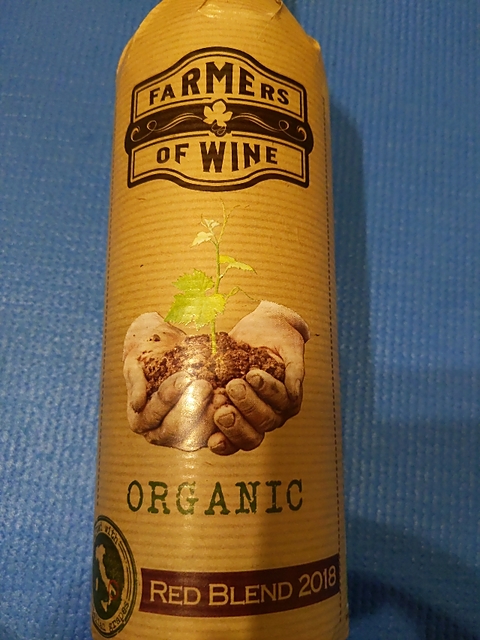 FARMERS
OF WINE
ORGANIC
RED BLEND 2018